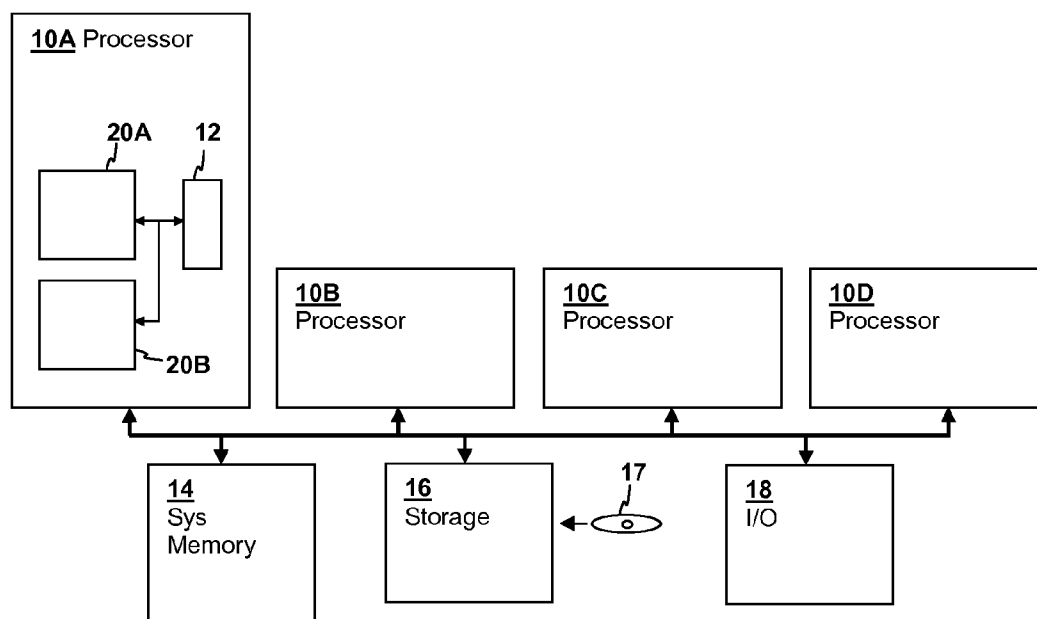 10A Processor
20A
12
20B
10B
Processor
10C
Processor
10D
Processor
14
Sys
Memory
16
Storage
17
18
I/O